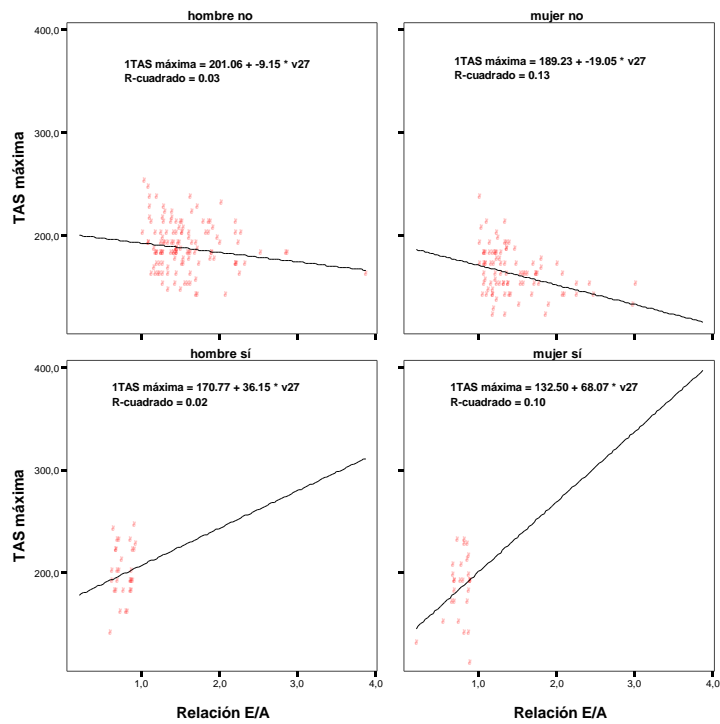 hombre no
mujer no
1TAS máxima = 201.06 + -9.15 * v27
R-cuadrado = 0.03
1TAS máxima = 189.23 + -19.05 * v27
R-cuadrado = 0.13
400,0
300,0
200,0
TAS máxima
hombre sí
mujer sí
1TAS máxima = 170.77 + 36.15 * v27
R-cuadrado = 0.02
1TAS máxima = 132.50 + 68.07 * v27
R-cuadrado = 0.10
400,0
300,0
200,0
TAS máxima
1,0 2,0 3,0 4,0
1,0 2,0 3,0 4,0
Relación E/A
Relación E/A